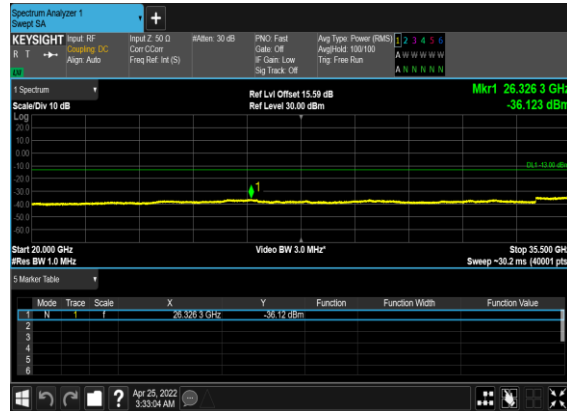 Spectrum Analyzer 1
Swept SA
+
KEYSIGHT Input: RF Input Z: 50 Ω #Atten: 30 dB PNO: Fast Avg Type: Power (RMS) 1 2 3 4 5 6
R T Coupling: DC Corr CCorr Gate: Off Avg|Hold: 100/100 A W W W W W
Align: Auto Freq Ref: Int (S) IF Gain: Low Trig: Free Run A N N N N N
Sig Track: Off
1 Spectrum Ref Lvl Offset 15.59 dB Mkr1 26.326 3 GHz
Scale/Div 10 dB Ref Level 30.00 dBm -36.123 dBm
Log
20.0
10.0
0.00
-10.0 DL1 -13.00 dBm
-20.0
-30.0 1
-40.0
-50.0
-60.0
Start 20.000 GHz Video BW 3.0 MHz* Stop 35.500 GHz
#Res BW 1.0 MHz Sweep ~30.2 ms (40001 pts
5 Marker Table
Mode Trace Scale X Y Function Function Width Function Value
1 N 1 f 26.326 3 GHz -36.12 dBm
2
3
4
5
6
? Apr 25, 2022
3:33:04 AM